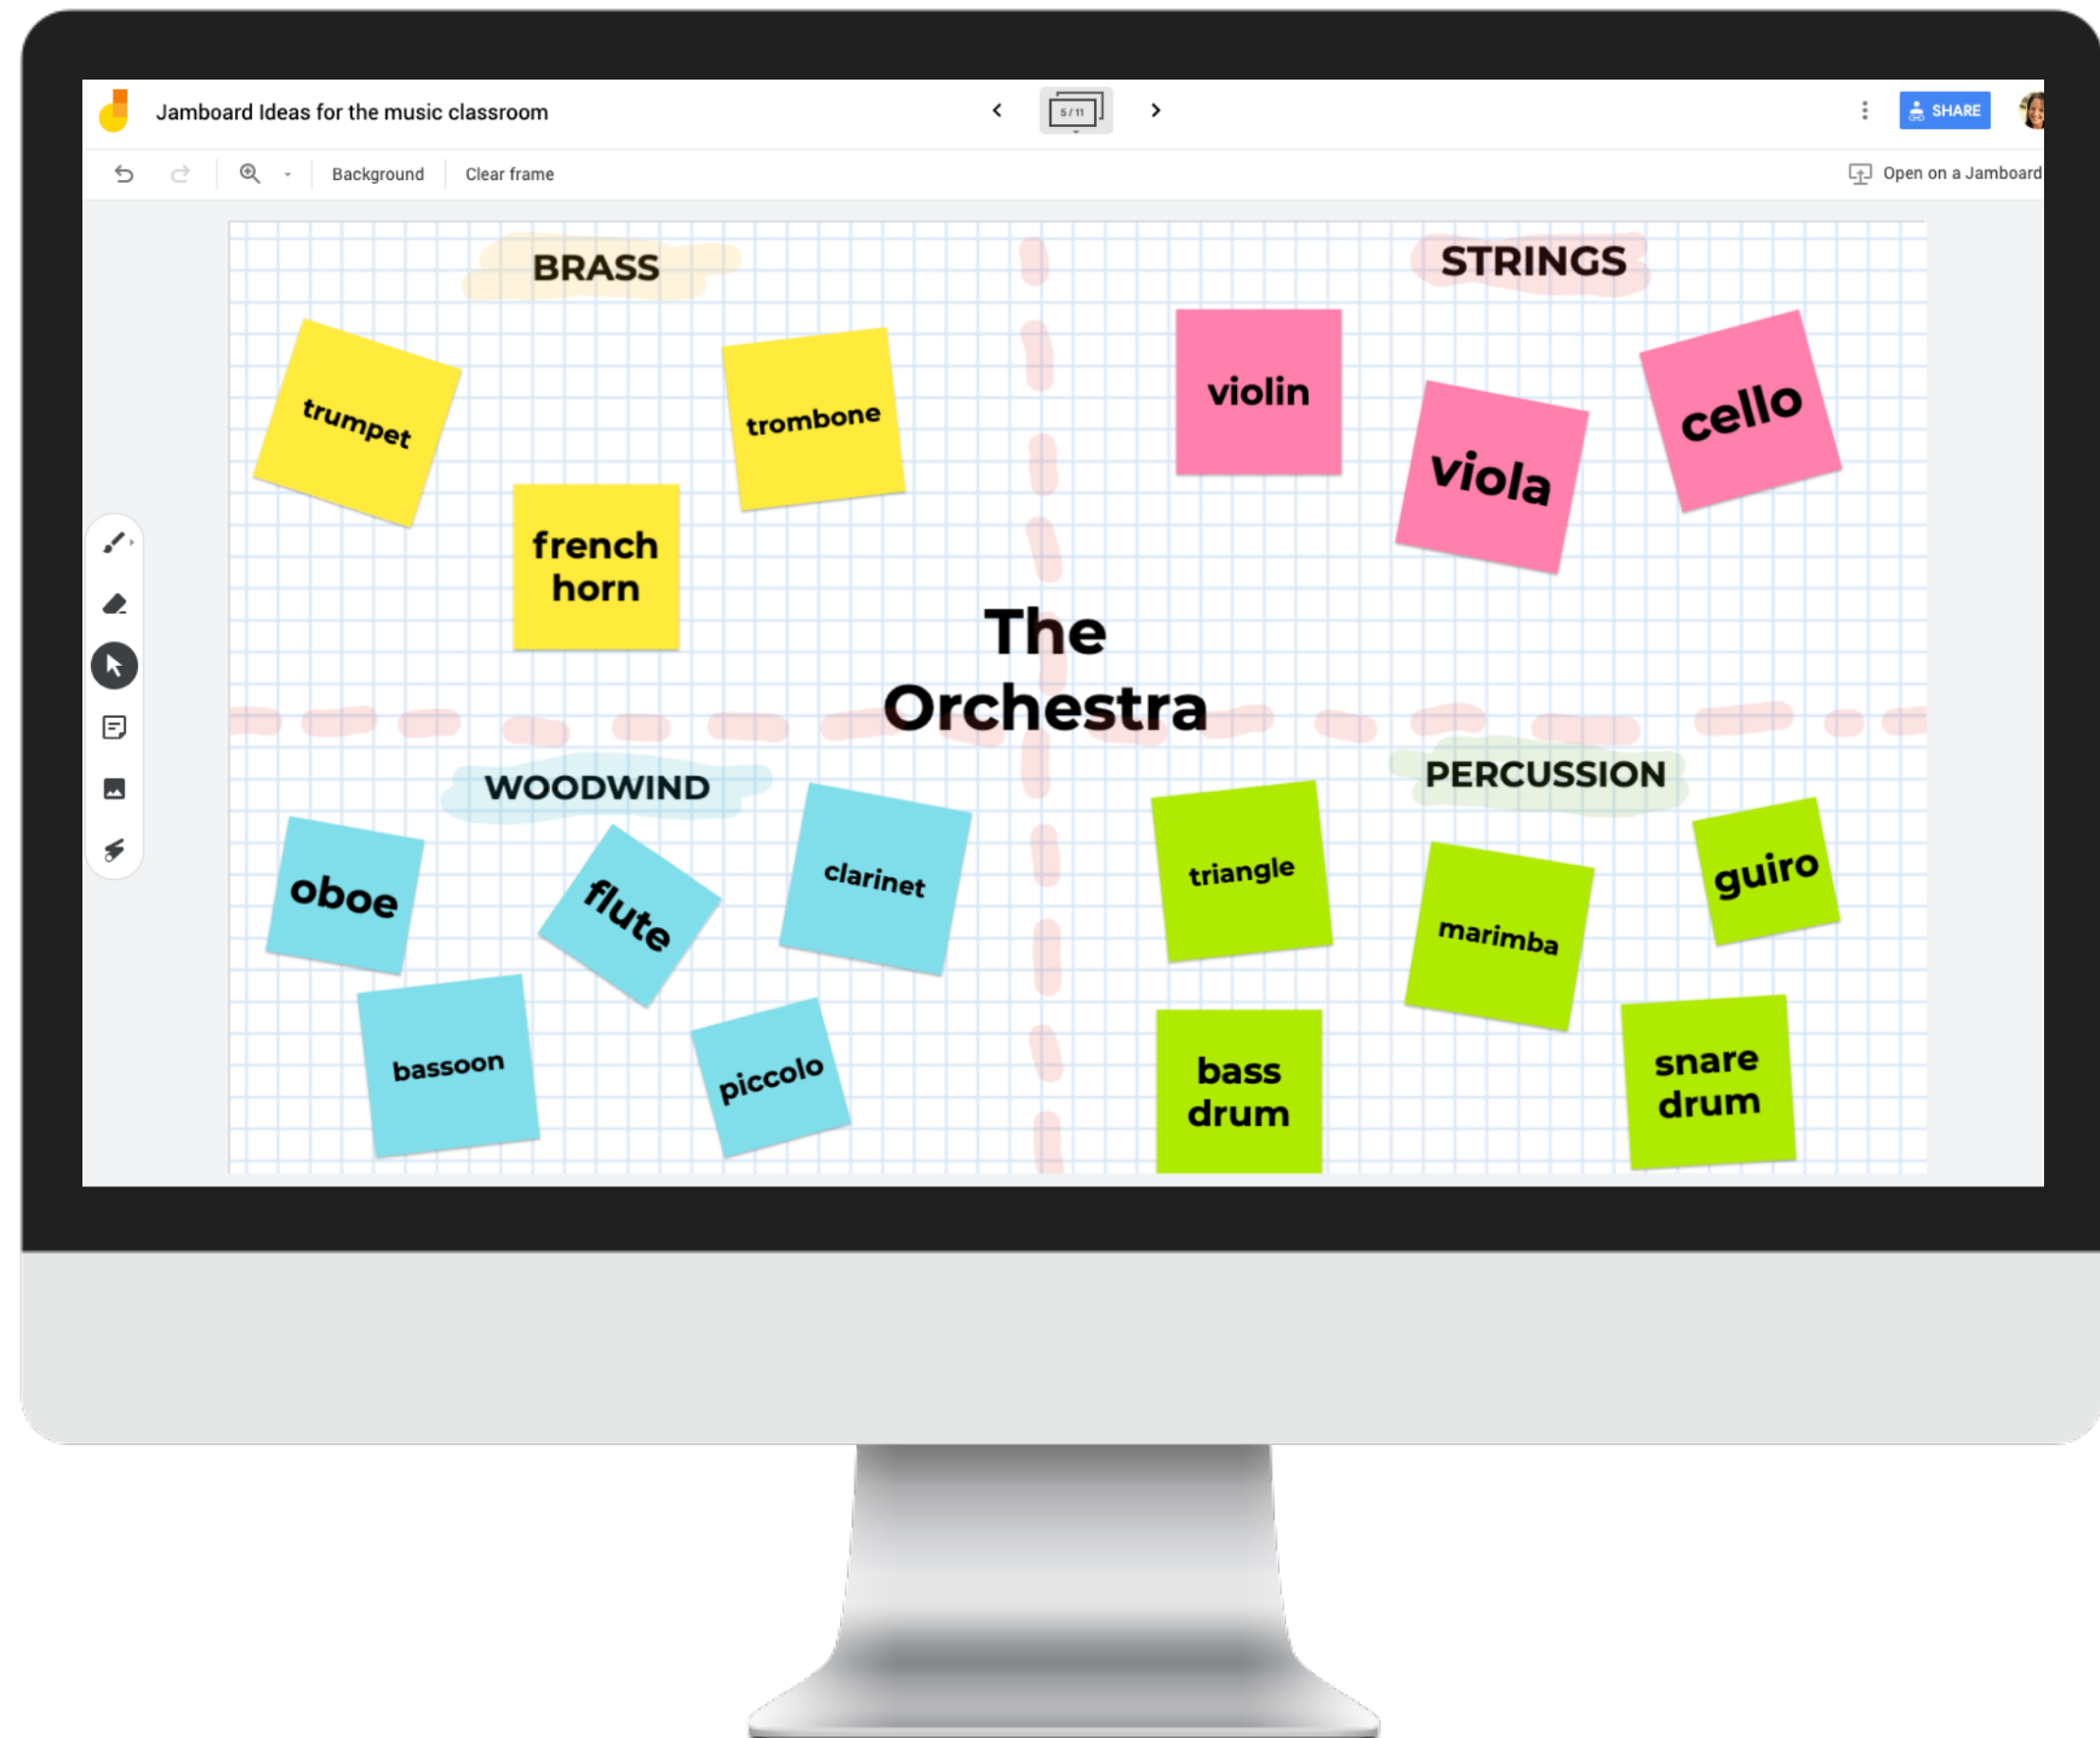 Jamboard Ideas for the music classroom
5 / 11
SHARE
Background
Clear frame
Open on a Jamboard
BRASS
trumpet
trombone
french
horn
STRINGS
violin
viola
cello
The
Orchestra
WOODWIND
oboe
flute
clarinet
bassoon
piccolo
PERCUSSION
triangle
marimba
guiro
bass
drum
snare
drum